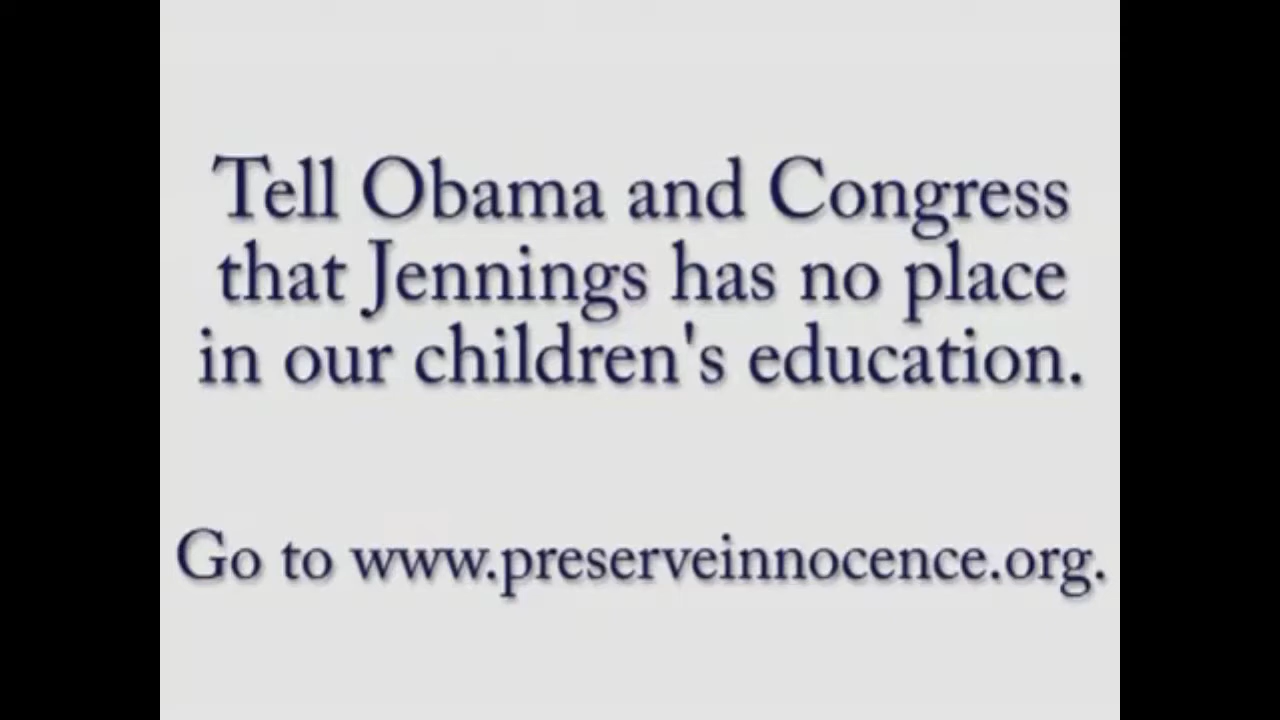 Tell Obama and Congress
that Jennings has no place
in our children's education.
Go to www.preserveinnocence.org.